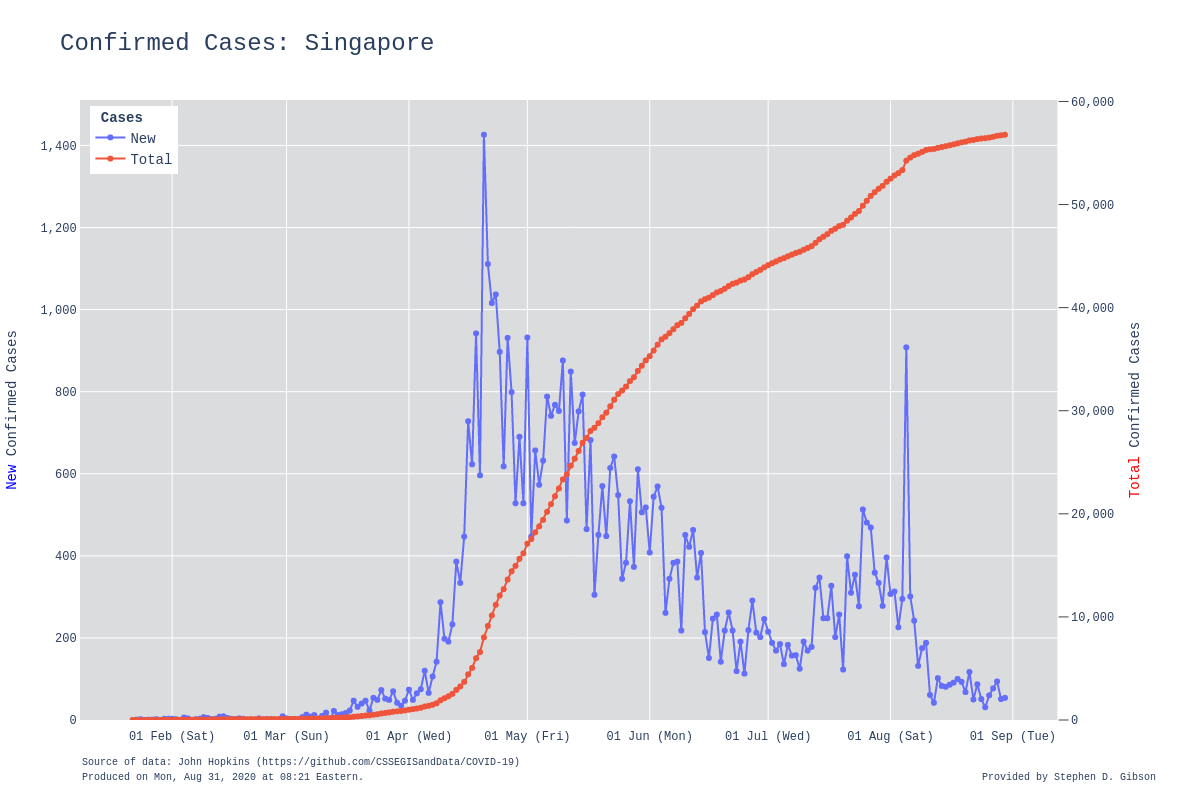 Confirmed Cases: Singapore
Cases
New
Total
1,400
1,200
1,000
800
600
400
200
0
60,000
50,000
40,000
30,000
20,000
10,000
0
New Confirmed Cases
Total Confirmed Cases
01 Feb (Sat) 01 Mar (Sun) 01 Apr (Wed) 01 May (Fri) 01 Jun (Mon) 01 Jul (Wed) 01 Aug (Sat) 01 Sep (Tue)
Source of data: John Hopkins (https://github.com/CSSEGISandData/COVID-19)
Produced on Mon, Aug 31, 2020 at 08:21 Eastern.
Provided by Stephen D. Gibson